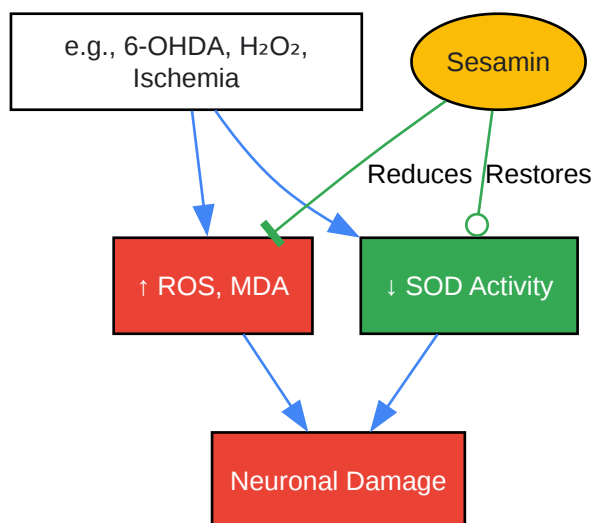 e.g., 6-OHDA, H₂O₂,
Ischemia
Sesamin
Reduces
Restores
↑ ROS, MDA
↓ SOD Activity
Neuronal Damage